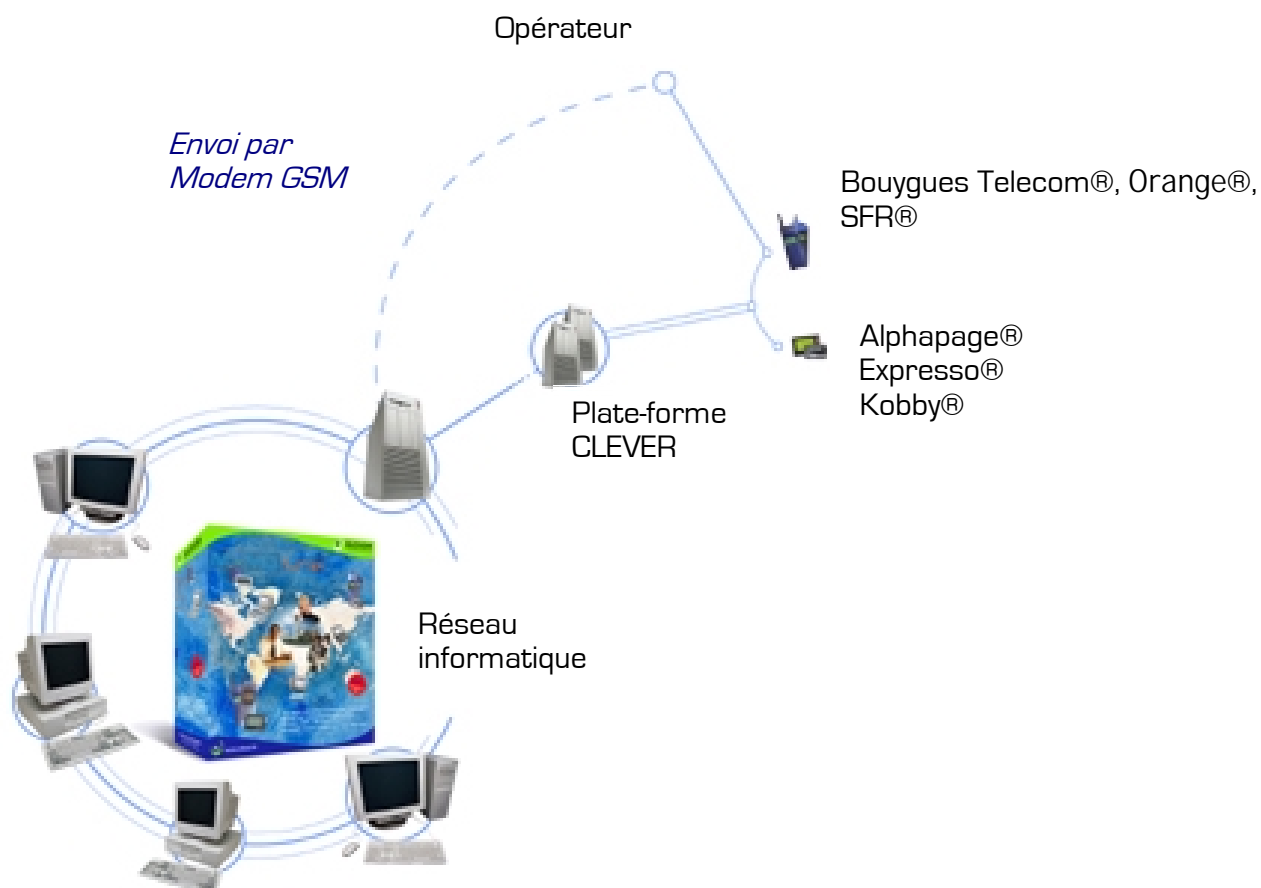 Opérateur
Envoi par
Modem GSM
Bouygues Telecom®, Orange®,
SFR®
Alphapage®
Expresso®
Kobby®
Plate-forme
CLEVER
Réseau
informatique